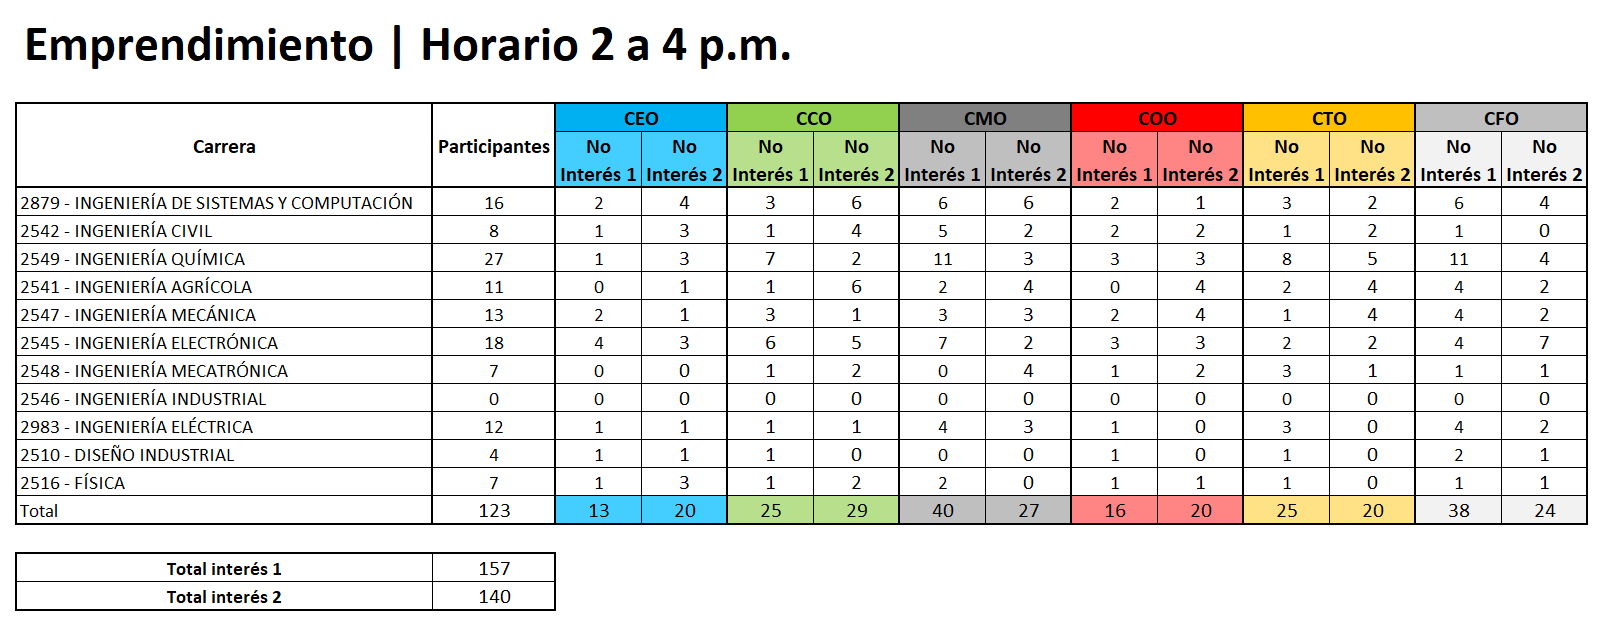 Emprendimiento | Horario 2 a 4 p.m.
Carrera Participantes CEO CCO CMO COO CTO CFO
No Interés 1 No Interés 2 No Interés 1 No Interés 2 No Interés 1 No Interés 2 No Interés 1 No Interés 2 No Interés 1 No Interés 2 No Interés 1 No Interés 2
2879 - INGENIERÍA DE SISTEMAS Y COMPUTACIÓN 16 2 4 3 6 6 6 2 1 3 2 6 4
2542 - INGENIERÍA CIVIL 8 1 3 1 4 5 2 2 2 1 2 1 0
2549 - INGENIERÍA QUÍMICA 27 1 3 7 2 11 3 3 3 8 5 11 4
2541 - INGENIERÍA AGRÍCOLA 11 0 1 1 6 2 4 0 4 2 4 4 2
2547 - INGENIERÍA MECÁNICA 13 2 1 3 1 3 3 2 4 1 4 4 2
2545 - INGENIERÍA ELECTRÓNICA 18 4 3 6 5 7 2 3 3 2 2 4 7
2548 - INGENIERÍA MECATRÓNICA 7 0 0 1 2 0 4 1 2 3 1 1 1
2546 - INGENIERÍA INDUSTRIAL 0 0 0 0 0 0 0 0 0 0 0 0 0
2983 - INGENIERÍA ELÉCTRICA 12 1 1 1 1 4 3 1 0 3 0 4 2
2510 - DISEÑO INDUSTRIAL 4 1 1 1 0 0 0 1 0 1 0 2 1
2516 - FÍSICA 7 1 3 1 2 2 0 1 1 1 0 1 1
Total 123 13 20 25 29 40 27 16 20 25 20 38 24
Total interés 1 157
Total interés 2 140